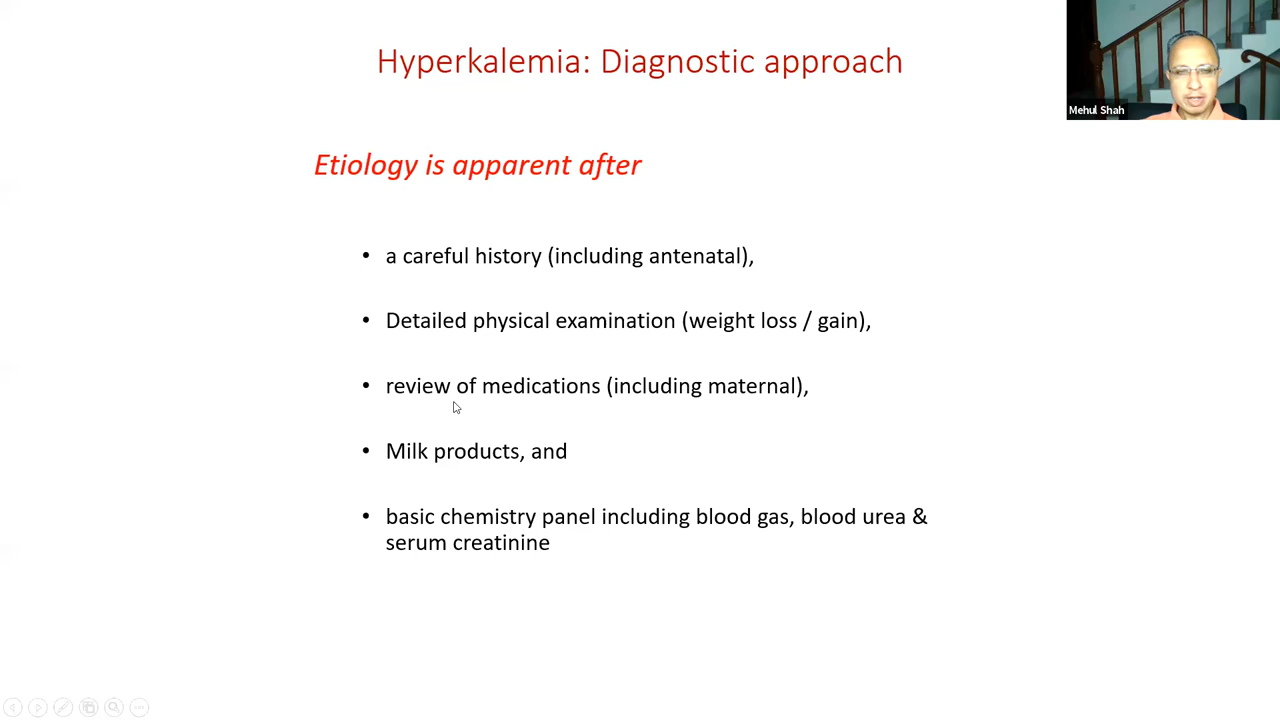 Hyperkalemia: Diagnostic approach
Mehul Shah
Etiology is apparent after
• a careful history (including antenatal),
• Detailed physical examination (weight loss / gain),
• review of medications (including maternal),
• Milk products, and
• basic chemistry panel including blood gas, blood urea &
serum creatinine